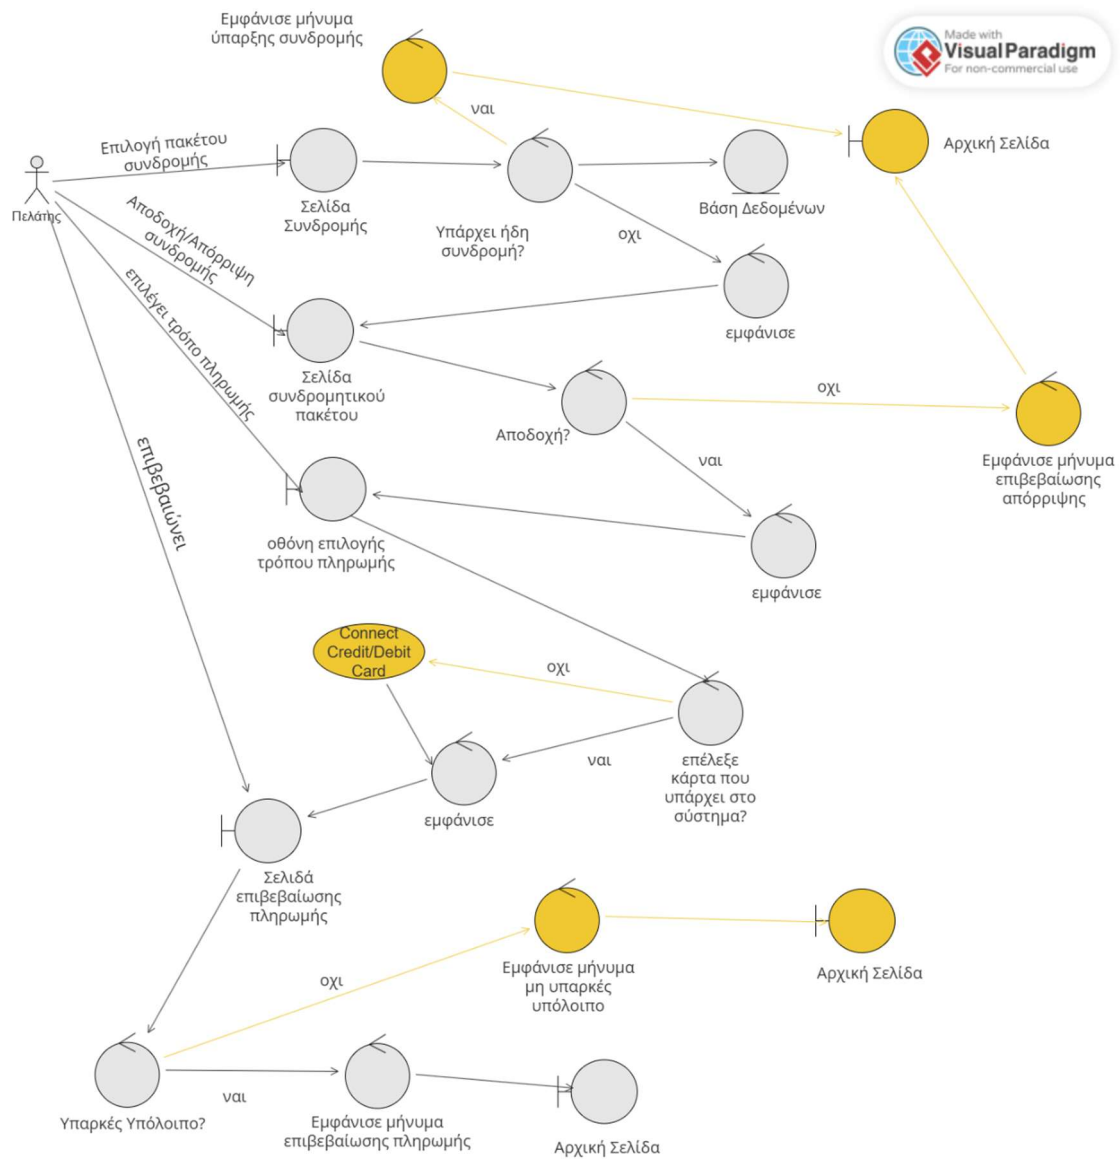 Εμφάνισε μήνυμα
ύπαρξης συνδρομής
Made with
Visual Paradigm
For non-commercial use
ναι
Επιλογή πακέτου
συνδρομής
Αρχική Σελίδα
Πελάτης
Σελίδα
Συνδρομής
Υπάρχει ήδη
συνδρομή?
Βάση Δεδομένων
οχι
Αποδοχή/Απόρριψη
συνδρομής
εμφάνισε
επιλέγει τρόπο πληρωμής
Σελίδα
συνδρομητικού
πακέτου
οχι
Αποδοχή?
ναι
Εμφάνισε μήνυμα
επιβεβαίωσης
απόρριψης
επιβεβαιώνει
οθόνη επιλογής
τρόπου πληρωμής
εμφάνισε
Connect
Credit/Debit
Card
οχι
ναι
επέλεξε
κάρτα που
υπάρχει στο
σύστημα?
εμφάνισε
Σελιδά
επιβεβαίωσης
πληρωμής
οχι
Εμφάνισε μήνυμα
μη υπαρκές
υπόλοιπο
Αρχική Σελίδα
ναι
Υπαρκές Υπόλοιπο?
Εμφάνισε μήνυμα
επιβεβαίωσης πληρωμής
Αρχική Σελίδα